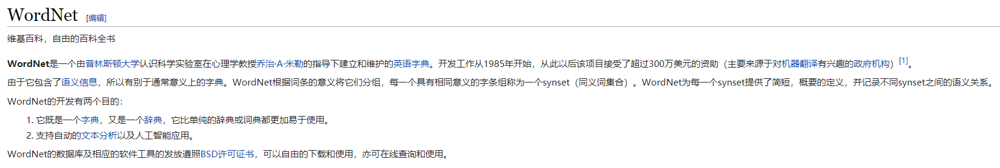 WordNet [编辑]
维基百科，自由的百科全书
WordNet是一个由普林斯顿大学认识科学实验室在心理学教授乔治·A·米勒的指导下建立和维护的英语字典。开发工作从1985年开始，从此以后该项目接受了超过300万美元的资助（主要来源于对机器翻译有兴趣的政府机构）[1]。
由于它包含了语义信息，所以有别于通常意义上的字典。WordNet根据词条的意义将它们分组，每一个具有相同意义的字条组称为一个synset（同义词集合）。WordNet为每一个synset提供了简短，概要的定义，并记录不同synset之间的语义关系。
WordNet的开发有两个目的：
1. 它既是一个字典，又是一个辞典，它比单纯的辞典或词典都更加易于使用。
2. 支持自动的文本分析以及人工智能应用。
WordNet的数据库及相应的软件工具的发放遵照BSD许可证书，可以自由的下载和使用，亦可在线查询和使用。